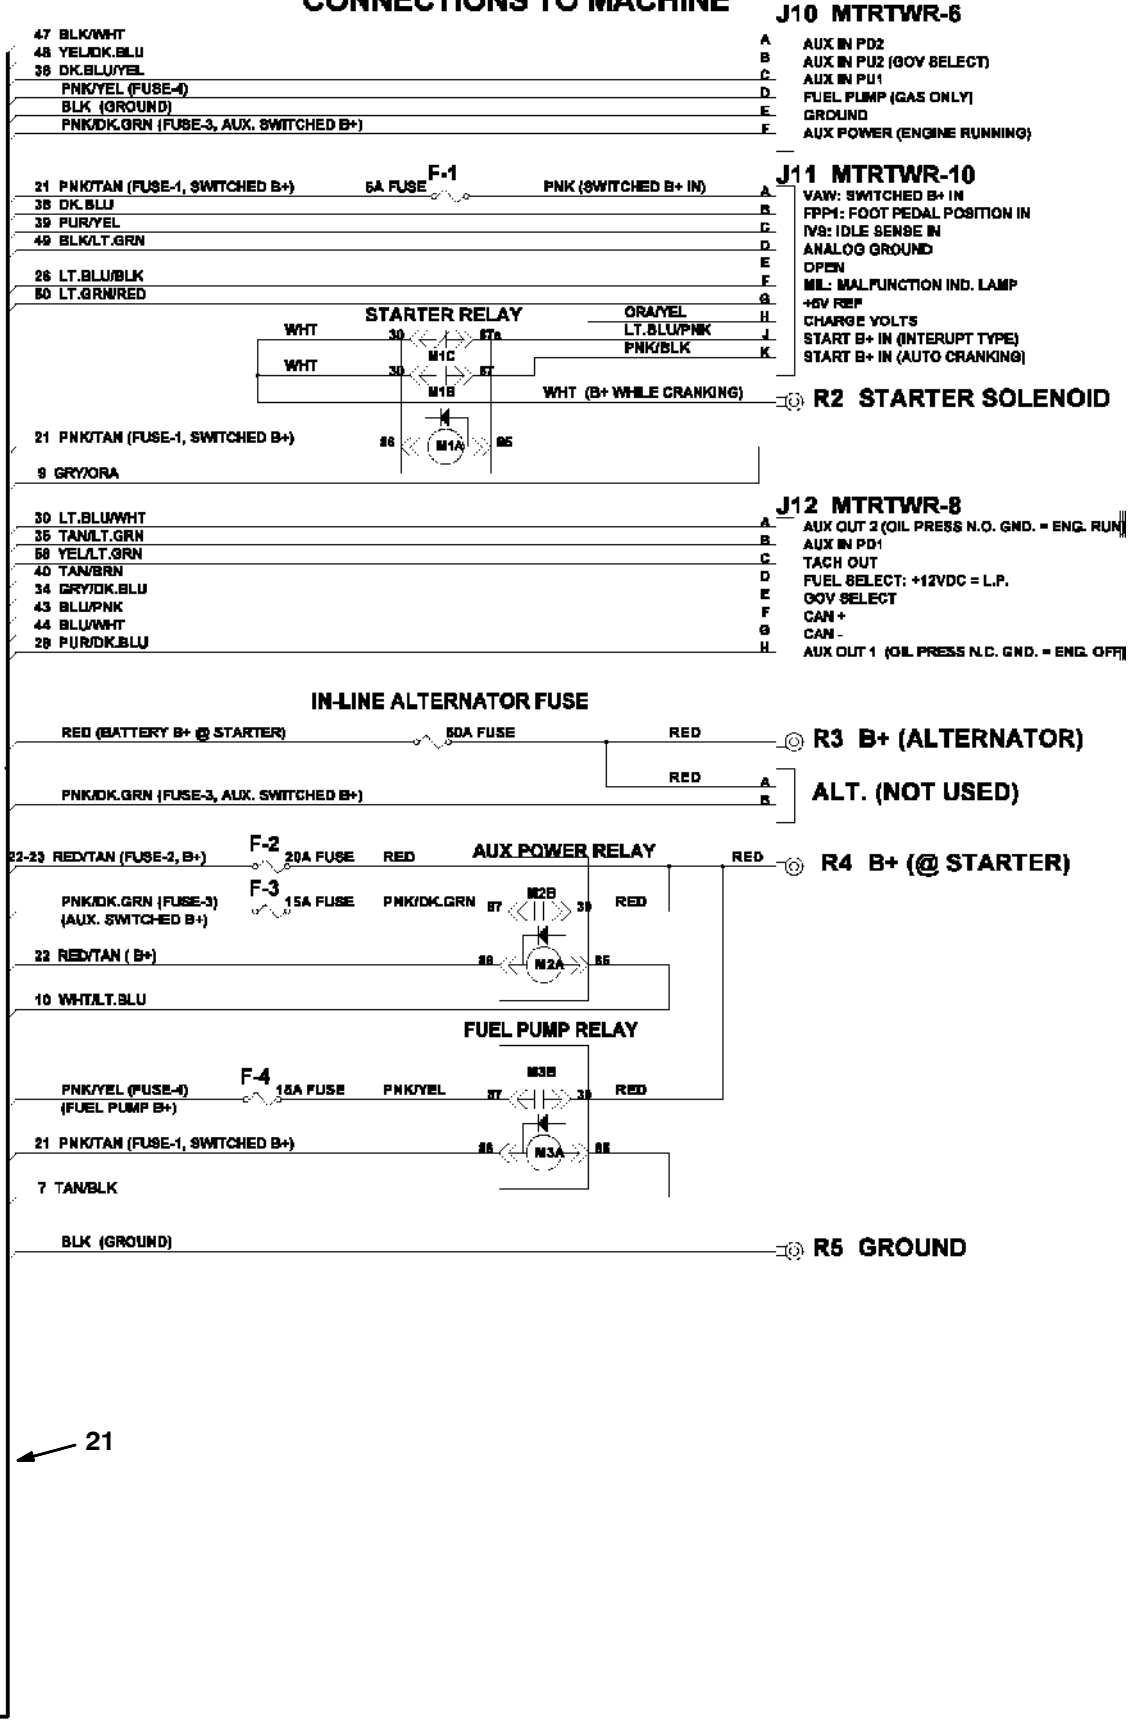 CONNECTIONS TO MACHINE
J10 MTRTWR-6
47 BLK/WHT A AUX IN PD2
48 YEL/DK.BLU B AUX IN PU2 (GOV SELECT)
36 DK.BLU/YEL C AUX IN PU1
PNK/YEL (FUSE-4) D FUEL PUMP (GAS ONLY)
BLK (GROUND) E GROUND
PNK/DK.GRN (FUSE-3, AUX. SWITCHED B+) F AUX POWER (ENGINE RUNNING)
J11 MTRTWR-10
21 PNK/TAN (FUSE-1, SWITCHED B+) 5A FUSE F-1 PNK (SWITCHED B+ IN) A VAW: SWITCHED B+ IN
38 DK.BLU B FPP1: FOOT PEDAL POSITION IN
39 PUR/YEL C IVS: IDLE SENSE IN
49 BLK/LT.GRN D ANALOG GROUND
E OPEN
26 LT.BLU/BLK F MIL: MALFUNCTION IND. LAMP
50 LT.GRN/RED G +5V REF
STARTER RELAY ORA/YEL H CHARGE VOLTS
WHT 30 87a LT.BLU/PNK J START B+ IN (INTERUPT TYPE)
M1C PNK/BLK K START B+ IN (AUTO CRANKING)
WHT 30 87
M1B WHT (B+ WHILE CRANKING) R2 STARTER SOLENOID
21 PNK/TAN (FUSE-1, SWITCHED B+) 86 M1A 85
9 GRY/ORA
J12 MTRTWR-8
30 LT.BLU/WHT A AUX OUT 2 (OIL PRESS N.O. GND. = ENG. RUN
35 TAN/LT.GRN B AUX IN PD1
58 YEL/LT.GRN C TACH OUT
40 TAN/BRN D FUEL SELECT: +12VDC = L.P.
34 GRY/DK.BLU E GOV SELECT
43 BLU/PNK F CAN +
44 BLU/WHT G CAN -
28 PUR/DK.BLU H AUX OUT 1 (OIL PRESS N.C. GND. = ENG. OFF
IN-LINE ALTERNATOR FUSE
RED (BATTERY B+ @ STARTER) 50A FUSE RED R3 B+ (ALTERNATOR)
RED A ALT. (NOT USED)
PNK/DK.GRN (FUSE-3, AUX. SWITCHED B+) B
22-23 RED/TAN (FUSE-2, B+) F-2 20A FUSE RED AUX POWER RELAY RED R4 B+ (@ STARTER)
PNK/DK.GRN (FUSE-3) F-3 15A FUSE PNK/DK.GRN 87 M2B 30 RED
(AUX. SWITCHED B+)
22 RED/TAN ( B+) 86 M2A 85
10 WHT/LT.BLU
FUEL PUMP RELAY
PNK/YEL (FUSE-4) F-4 15A FUSE PNK/YEL 87 M3B 30 RED
(FUEL PUMP B+)
21 PNK/TAN (FUSE-1, SWITCHED B+) 86 M3A 85
7 TAN/BLK
BLK (GROUND) R5 GROUND
21